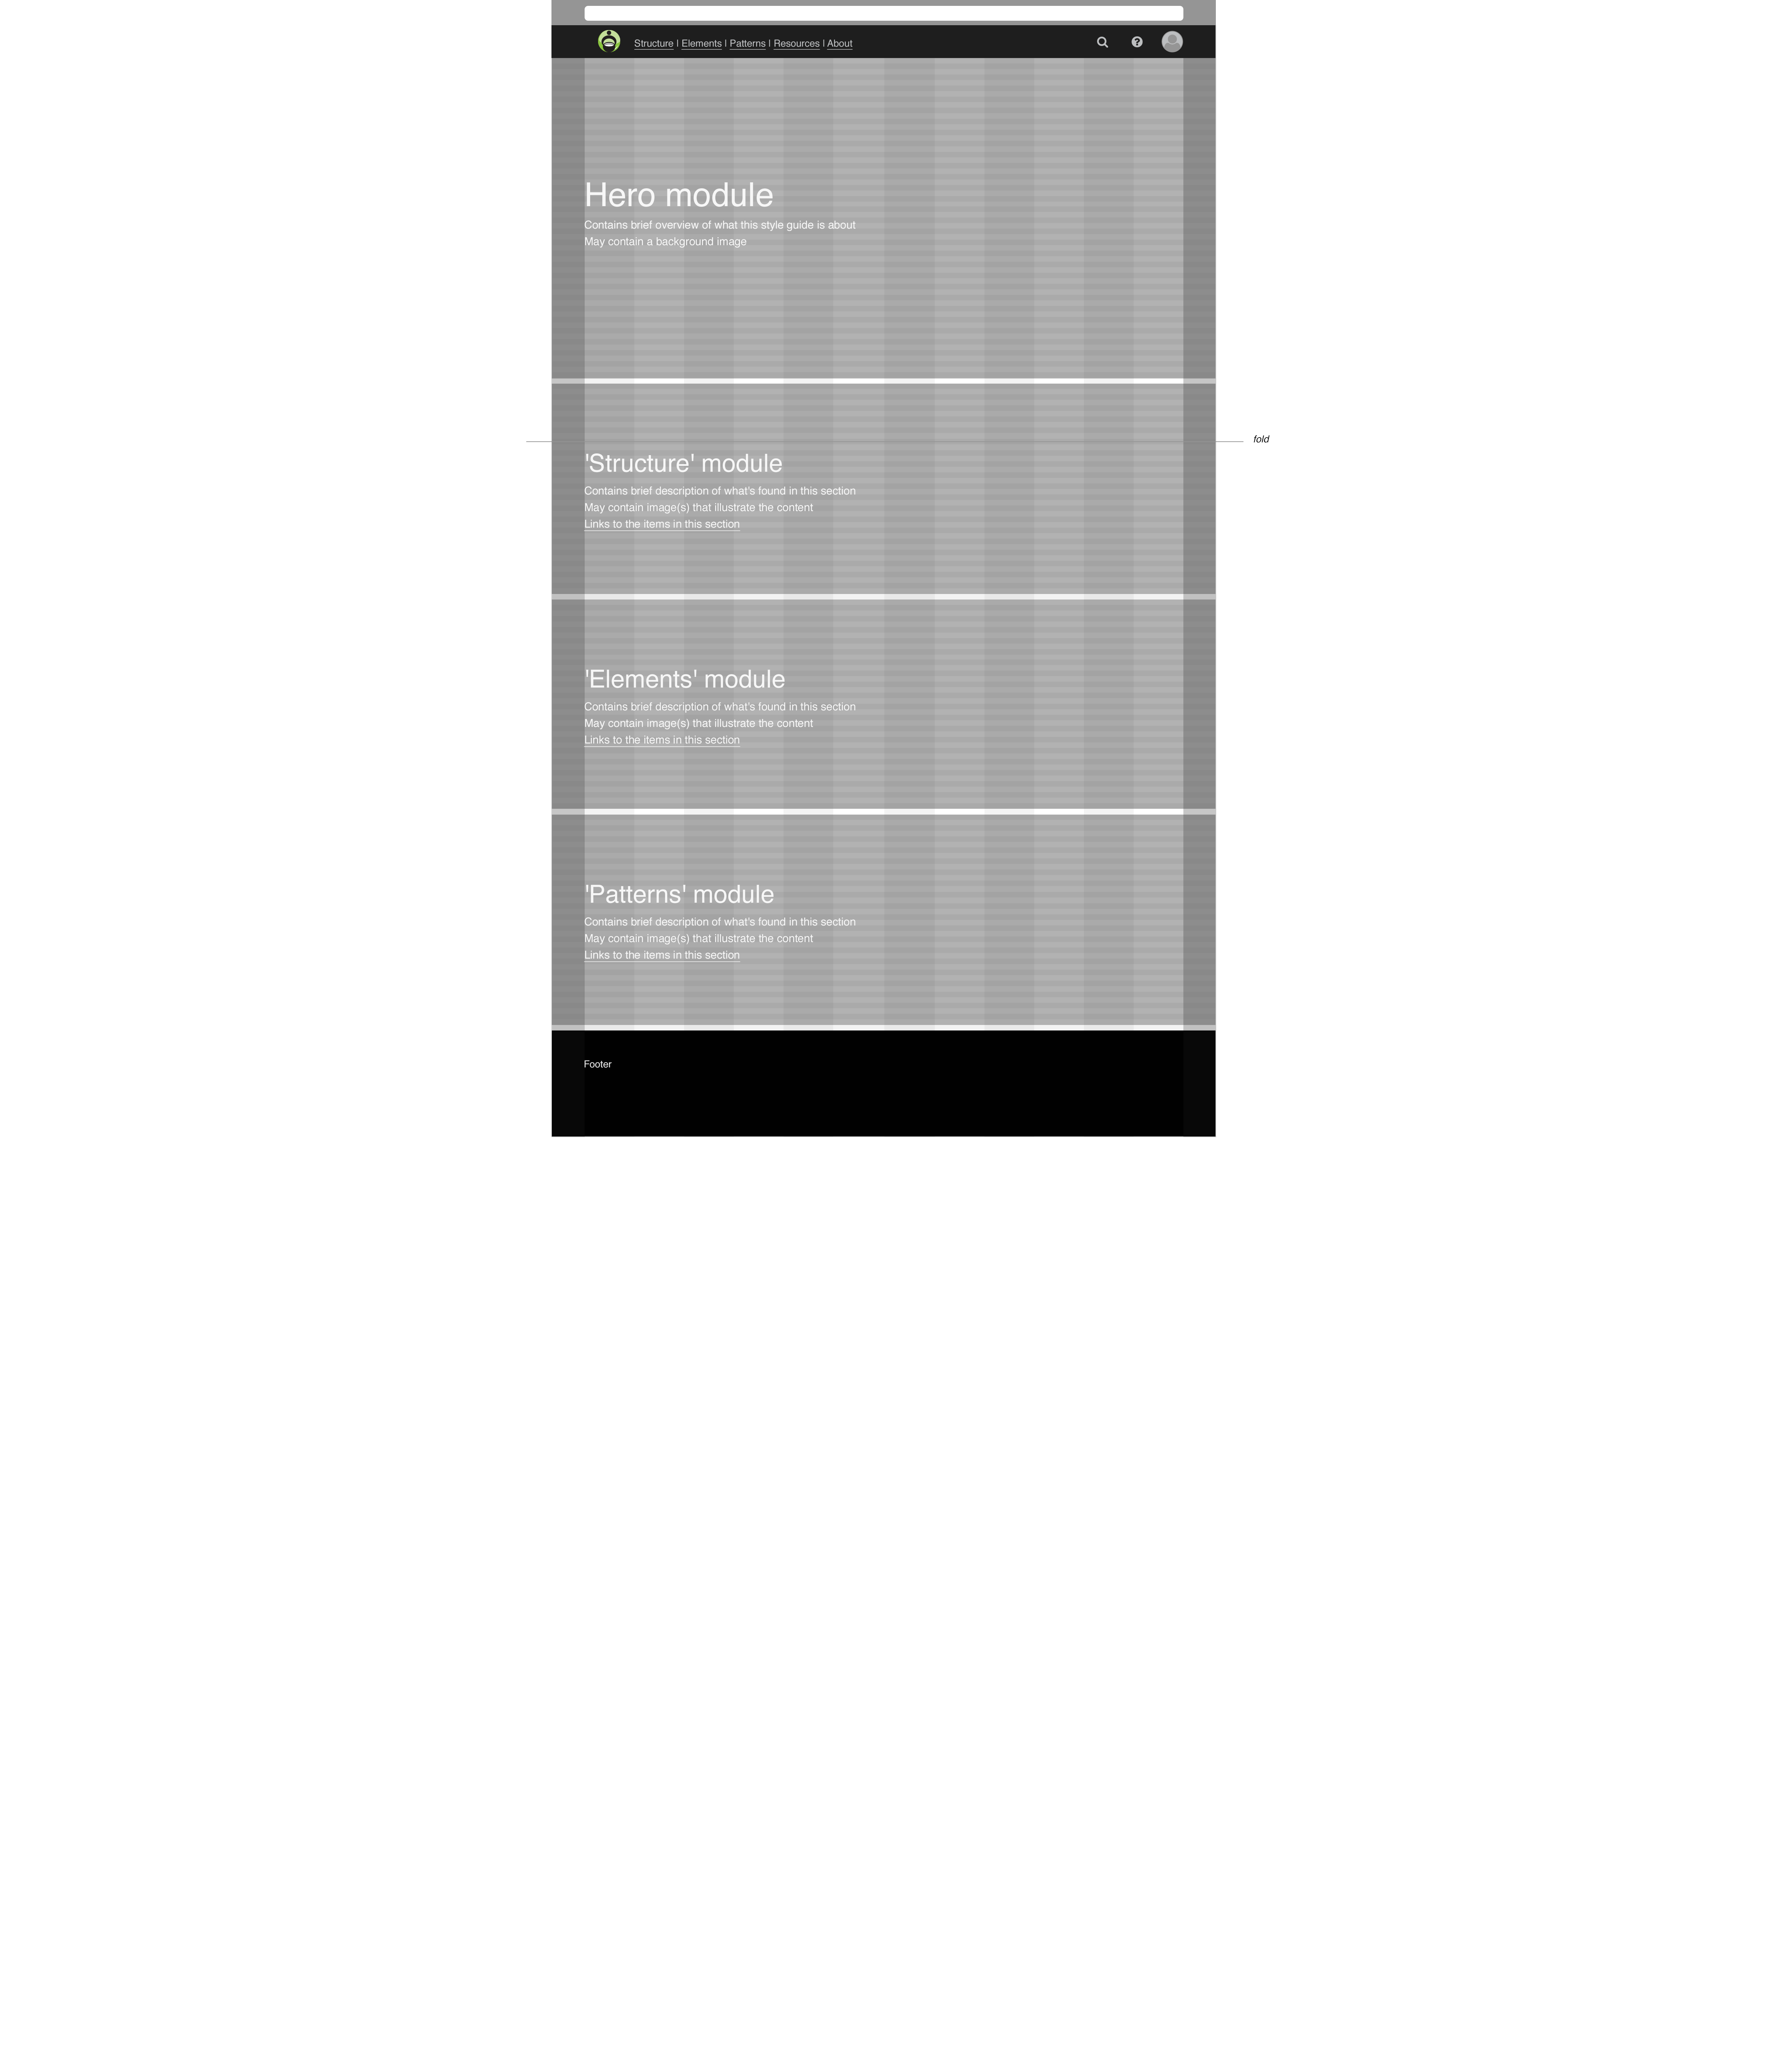 Structure | Elements | Patterns | Resources | About
Hero module
Contains brief overview of what this style guide is about
May contain a background image
fold
'Structure' module
Contains brief description of what's found in this section
May contain image(s) that illustrate the content
Links to the items in this section
'Elements' module
Contains brief description of what's found in this section
May contain image(s) that illustrate the content
Links to the items in this section
'Patterns' module
Contains brief description of what's found in this section
May contain image(s) that illustrate the content
Links to the items in this section
Footer